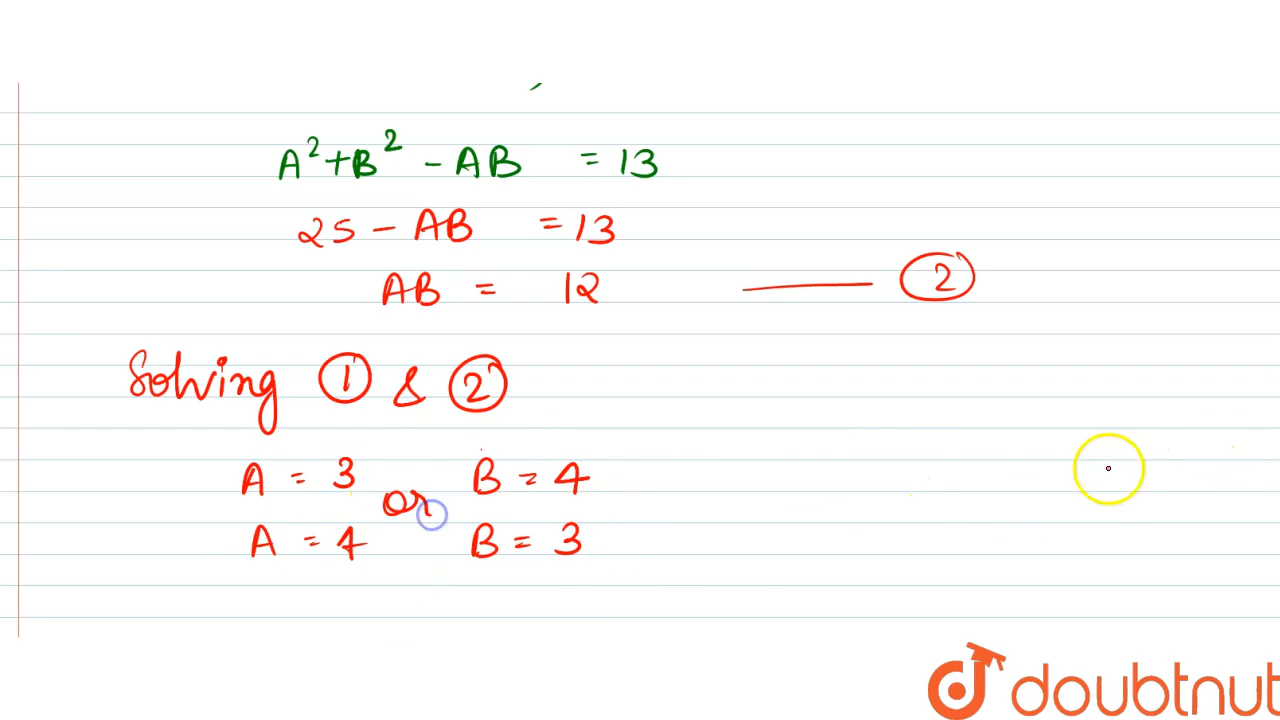 A² + B² - AB = 13
25 - AB = 13
AB = 12 ——— ②
Solving ① & ②
A = 3 B = 4
or
A = 4 B = 3
doubtnut